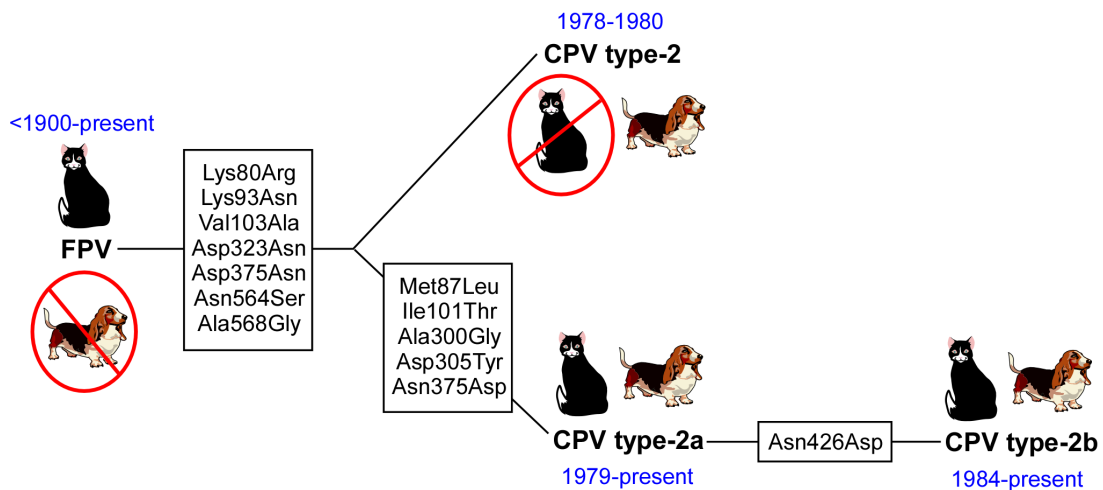 <1900-present
FPV
Lys80Arg
Lys93Asn
Val103Ala
Asp323Asn
Asp375Asn
Asn564Ser
Ala568Gly
1978-1980
CPV type-2
Met87Leu
Ile101Thr
Ala300Gly
Asp305Tyr
Asn375Asp
CPV type-2a
1979-present
Asn426Asp
CPV type-2b
1984-present